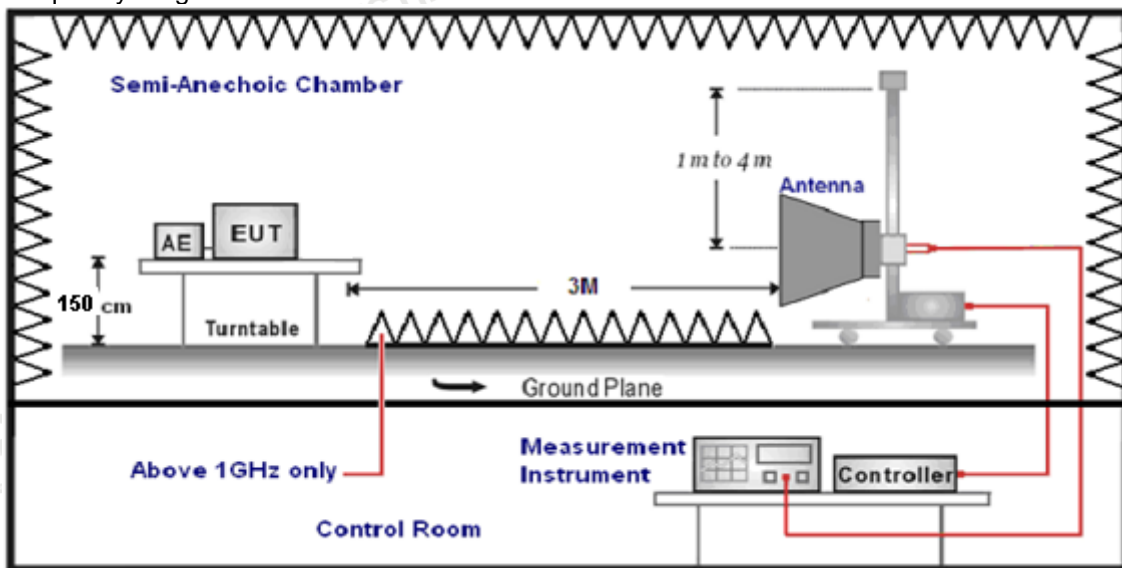 Semi-Anechoic Chamber
1 m to 4 m
Antenna
AE
EUT
150 cm
3M
Turntable
Ground Plane
Above 1GHz only
Measurement
Instrument
Controller
Control Room